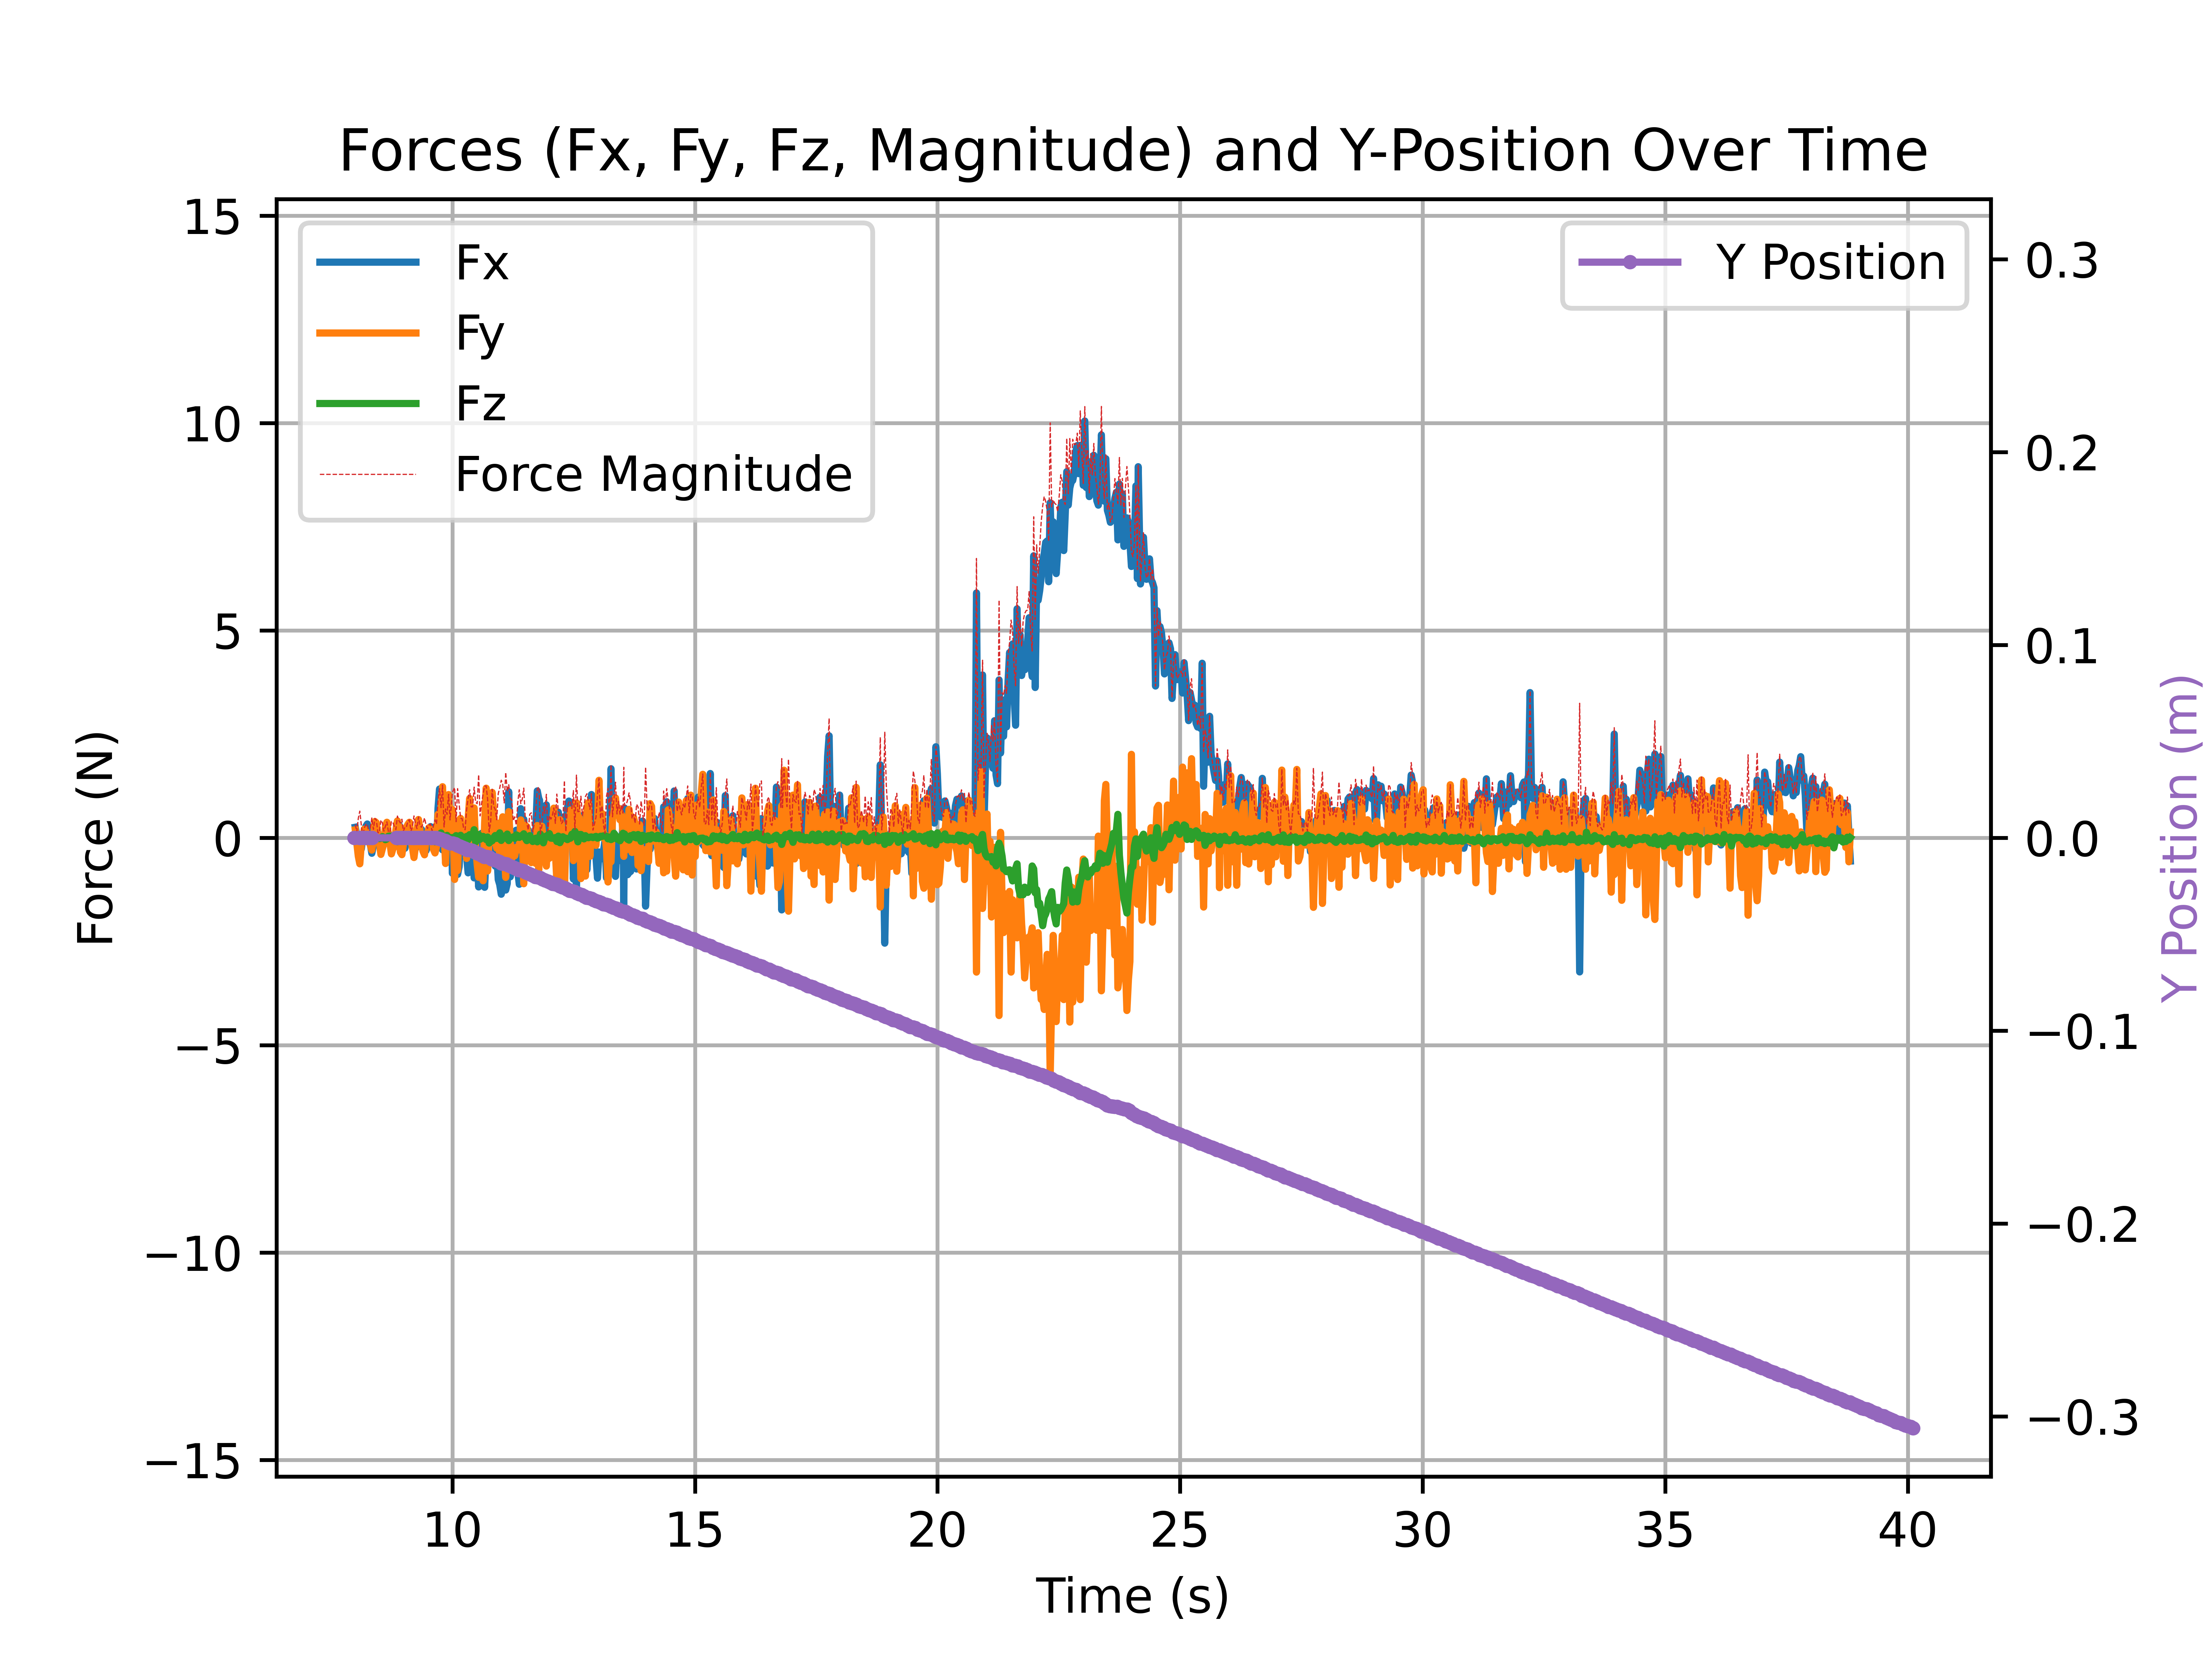 Forces (Fx, Fy, Fz, Magnitude) and Y-Position Over Time
Fx
Fy
Fz
Force Magnitude
Y Position
15
10
5
0
−5
−10
−15
Force (N)
0.3
0.2
0.1
0.0
−0.1
−0.2
−0.3
Y Position (m)
10 15 20 25 30 35 40
Time (s)